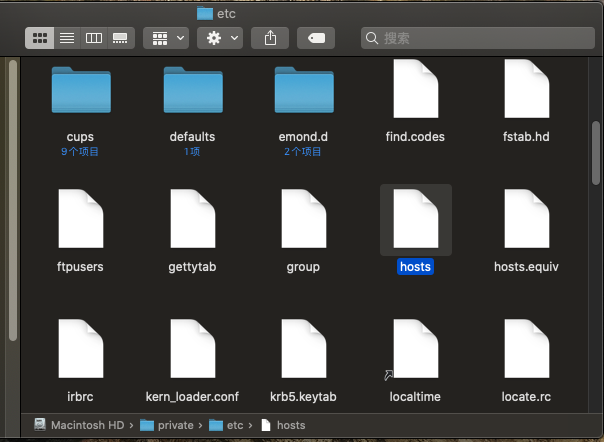 etc
搜索
cups defaults emond.d find.codes fstab.hd
9个项目 1项 2个项目
ftpusers gettytab group hosts hosts.equiv
irbrc kern_loader.conf krb5.keytab localtime locate.rc
Macintosh HD › private › etc › hosts